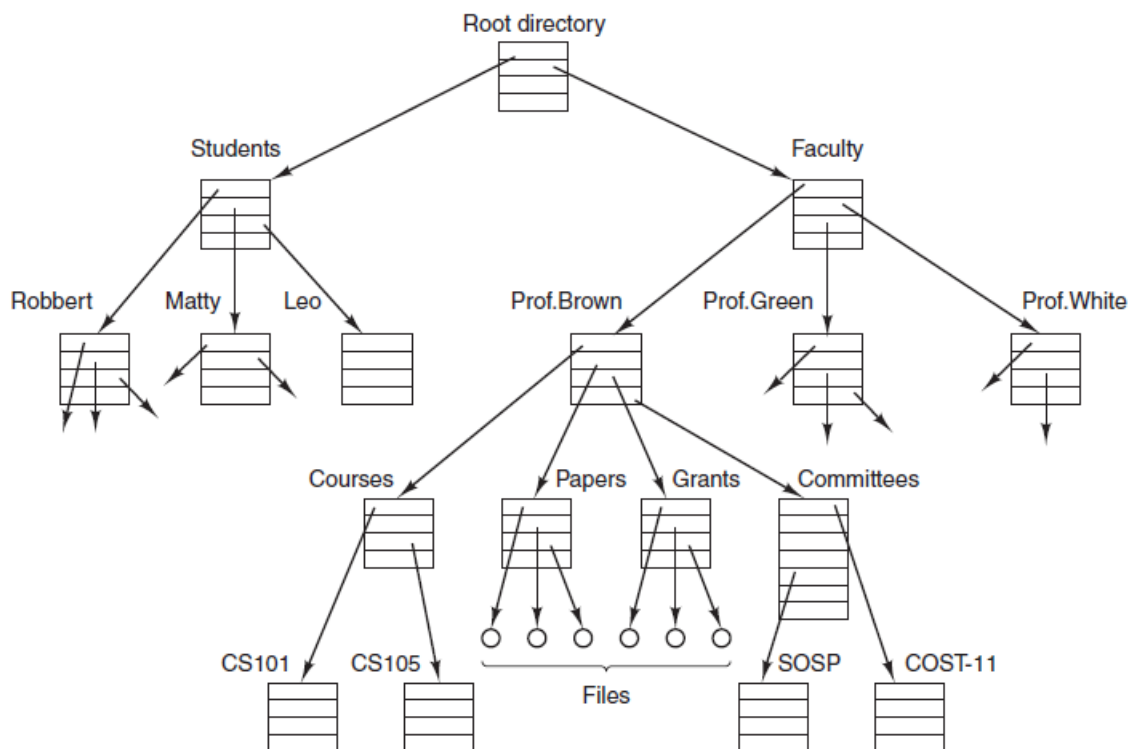 Root directory
Students
Faculty
Robbert
Matty
Leo
Prof.Brown
Prof.Green
Prof.White
Courses
Papers
Grants
Committees
CS101
CS105
SOSP
COST-11
Files